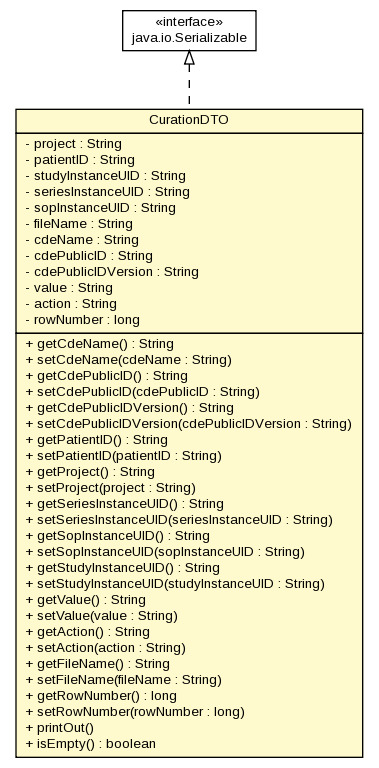 «interface»
java.io.Serializable
CurationDTO
- project : String
- patientID : String
- studyInstanceUID : String
- seriesInstanceUID : String
- sopInstanceUID : String
- fileName : String
- cdeName : String
- cdePublicID : String
- cdePublicIDVersion : String
- value : String
- action : String
- rowNumber : long
+ getCdeName() : String
+ setCdeName(cdeName : String)
+ getCdePublicID() : String
+ setCdePublicID(cdePublicID : String)
+ getCdePublicIDVersion() : String
+ setCdePublicIDVersion(cdePublicIDVersion : String)
+ getPatientID() : String
+ setPatientID(patientID : String)
+ getProject() : String
+ setProject(project : String)
+ getSeriesInstanceUID() : String
+ setSeriesInstanceUID(seriesInstanceUID : String)
+ getSopInstanceUID() : String
+ setSopInstanceUID(sopInstanceUID : String)
+ getStudyInstanceUID() : String
+ setStudyInstanceUID(studyInstanceUID : String)
+ getValue() : String
+ setValue(value : String)
+ getAction() : String
+ setAction(action : String)
+ getFileName() : String
+ setFileName(fileName : String)
+ getRowNumber() : long
+ setRowNumber(rowNumber : long)
+ printOut()
+ isEmpty() : boolean